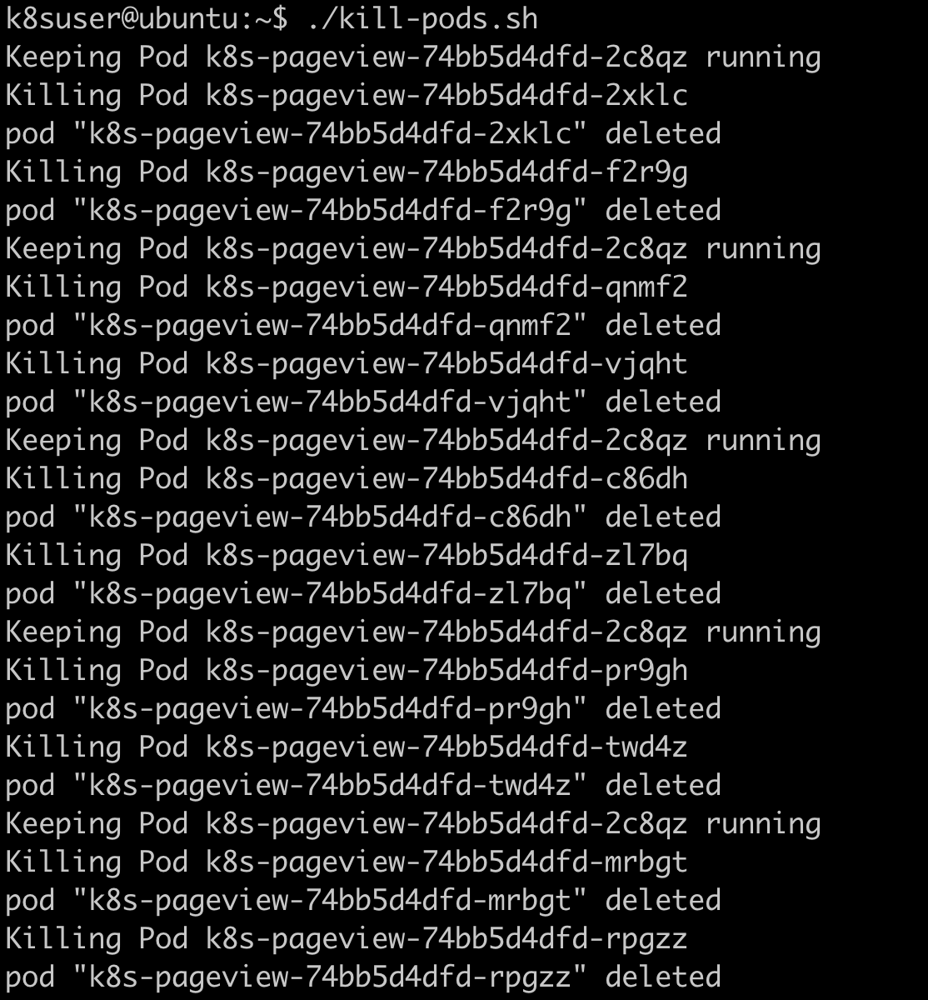 k8suser@ubuntu:~$ ./kill-pods.sh
Keeping Pod k8s-pageview-74bb5d4dfd-2c8qz running
Killing Pod k8s-pageview-74bb5d4dfd-2xklc
pod "k8s-pageview-74bb5d4dfd-2xklc" deleted
Killing Pod k8s-pageview-74bb5d4dfd-f2r9g
pod "k8s-pageview-74bb5d4dfd-f2r9g" deleted
Keeping Pod k8s-pageview-74bb5d4dfd-2c8qz running
Killing Pod k8s-pageview-74bb5d4dfd-qnmf2
pod "k8s-pageview-74bb5d4dfd-qnmf2" deleted
Killing Pod k8s-pageview-74bb5d4dfd-vjqht
pod "k8s-pageview-74bb5d4dfd-vjqht" deleted
Keeping Pod k8s-pageview-74bb5d4dfd-2c8qz running
Killing Pod k8s-pageview-74bb5d4dfd-c86dh
pod "k8s-pageview-74bb5d4dfd-c86dh" deleted
Killing Pod k8s-pageview-74bb5d4dfd-zl7bq
pod "k8s-pageview-74bb5d4dfd-zl7bq" deleted
Keeping Pod k8s-pageview-74bb5d4dfd-2c8qz running
Killing Pod k8s-pageview-74bb5d4dfd-pr9gh
pod "k8s-pageview-74bb5d4dfd-pr9gh" deleted
Killing Pod k8s-pageview-74bb5d4dfd-twd4z
pod "k8s-pageview-74bb5d4dfd-twd4z" deleted
Keeping Pod k8s-pageview-74bb5d4dfd-2c8qz running
Killing Pod k8s-pageview-74bb5d4dfd-mrbgt
pod "k8s-pageview-74bb5d4dfd-mrbgt" deleted
Killing Pod k8s-pageview-74bb5d4dfd-rpgzz
pod "k8s-pageview-74bb5d4dfd-rpgzz" deleted